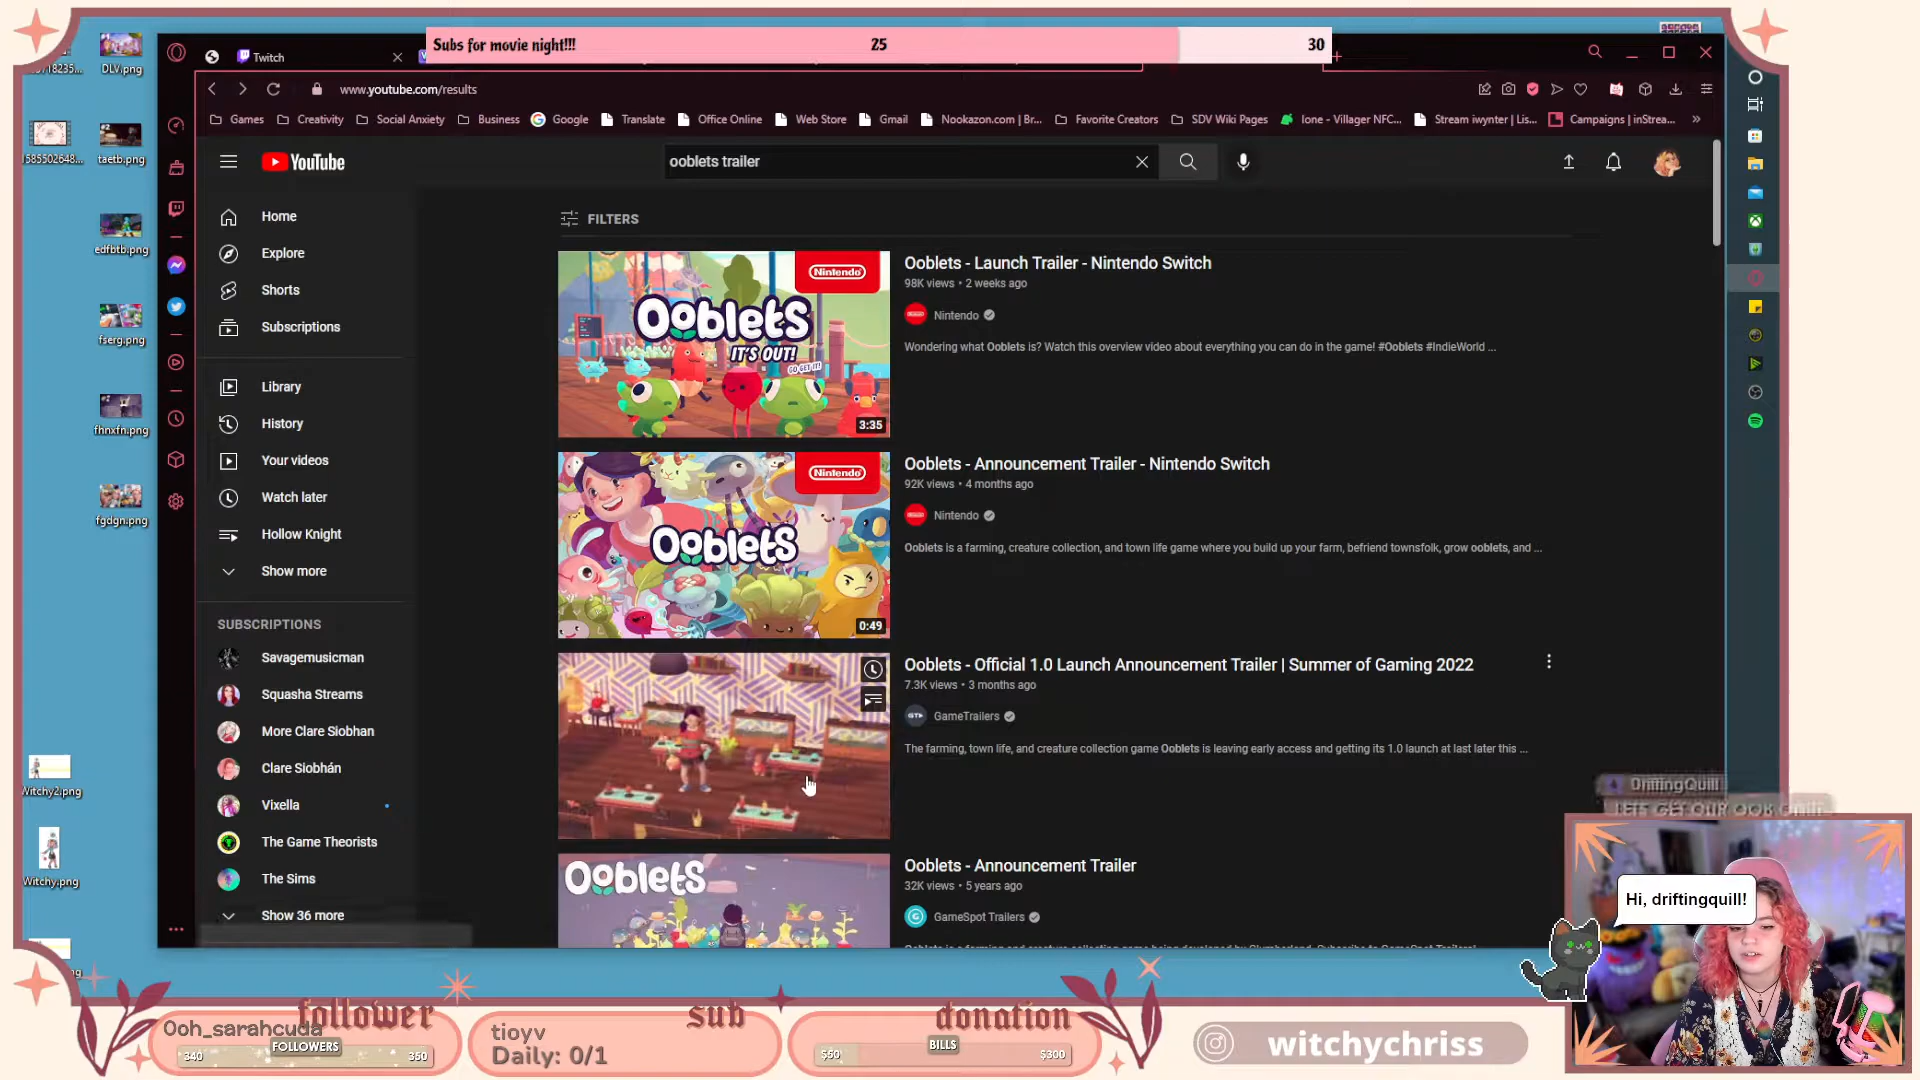 Subs for movie night!!!
25
30
DLV.png
Twitch
www.youtube.com/results
Games
Creativity
Social Anxiety
Business
Google
Translate
Office Online
Web Store
Gmail
Nookazon.com | Br...
Favorite Creators
SDV Wiki Pages
Ione - Villager NFC...
Stream iwynter | Lis...
Campaigns | inStrea...
1585502648...
taetb.png
YouTube
ooblets trailer
edfbtb.png
fserg.png
fhnxfn.png
fgdgn.png
Witchy2.png
Witchy.png
Home
Explore
Shorts
Subscriptions
Library
History
Your videos
Watch later
Hollow Knight
Show more
SUBSCRIPTIONS
Savagemusicman
Squasha Streams
More Clare Siobhan
Clare Siobhán
Vixella
The Game Theorists
The Sims
Show 36 more
FILTERS
Nintendo
Ooblets
IT'S OUT!
GO GET IT!
3:35
Ooblets - Launch Trailer - Nintendo Switch
98K views • 2 weeks ago
Nintendo
Wondering what Ooblets is? Watch this overview video about everything you can do in the game! #Ooblets #IndieWorld ...
Nintendo
Ooblets
0:49
Ooblets - Announcement Trailer - Nintendo Switch
92K views • 4 months ago
Nintendo
Ooblets is a farming, creature collection, and town life game where you build up your farm, befriend townsfolk, grow ooblets, and ...
Ooblets - Official 1.0 Launch Announcement Trailer | Summer of Gaming 2022
7.3K views • 3 months ago
GameTrailers
The farming, town life, and creature collection game Ooblets is leaving early access and getting its 1.0 launch at last later this ...
Ooblets
Ooblets - Announcement Trailer
32K views • 5 years ago
GameSpot Trailers
DriftingQuill
LETS GET OUR OOK
Hi, driftingquill!
follower
Ooh_sarahcuda
FOLLOWERS
340
350
sub
tioyv
Daily: 0/1
donation
BILLS
$50
$300
witchychriss